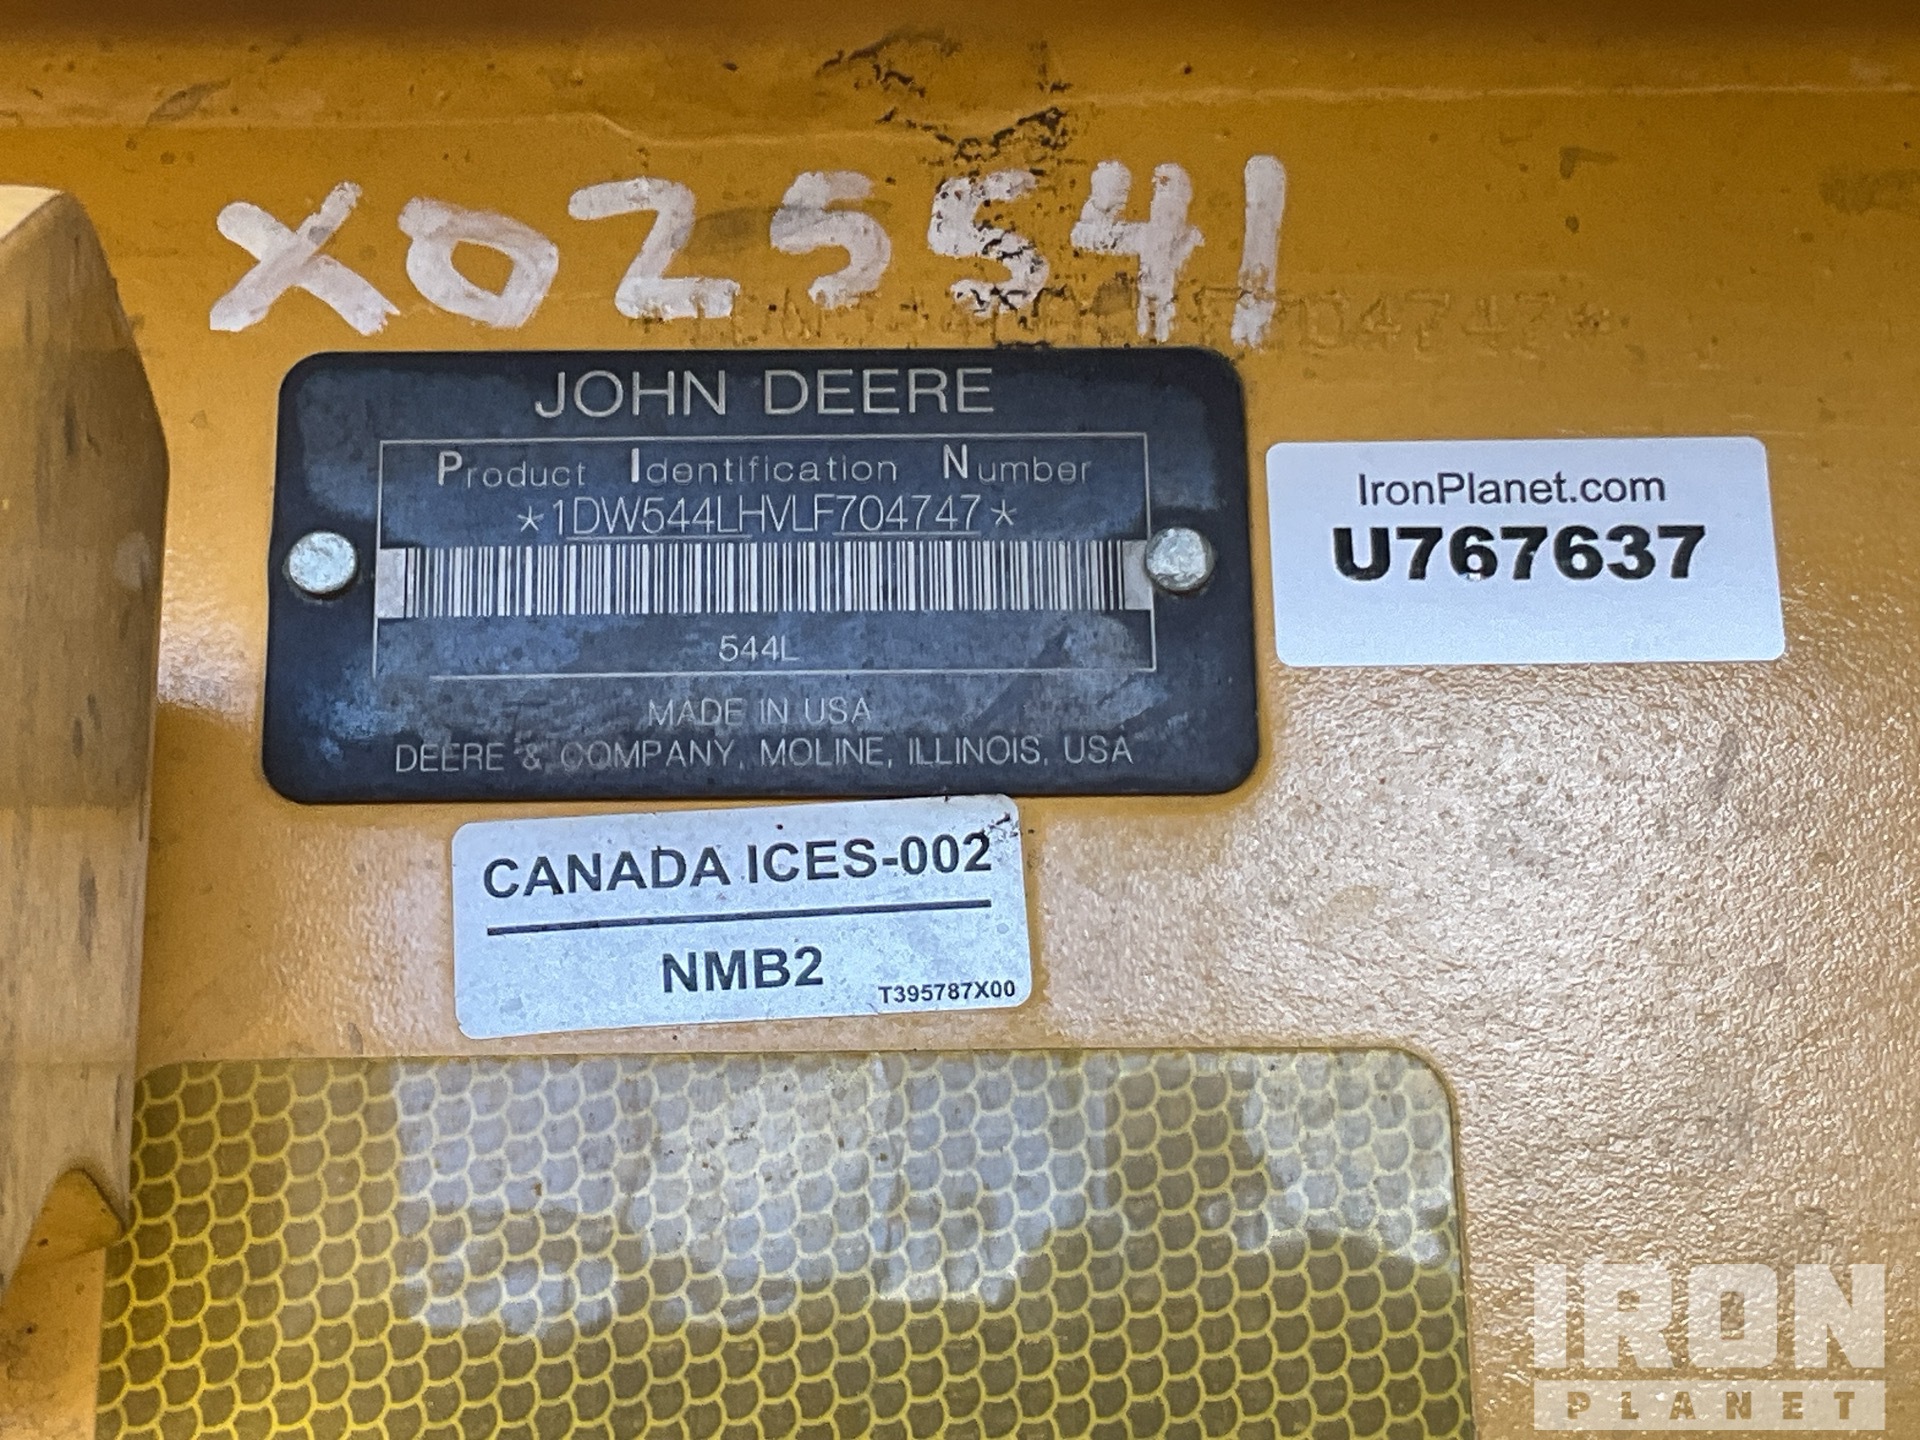 X025541
704747*
JOHN DEERE
Product Identification Number
*1DW544LHVLF704747*
544L
MADE IN USA
DEERE & COMPANY, MOLINE, ILLINOIS, USA
IronPlanet.com
U767637
CANADA ICES-002
NMB2
T395787X00
IRON
PLANET